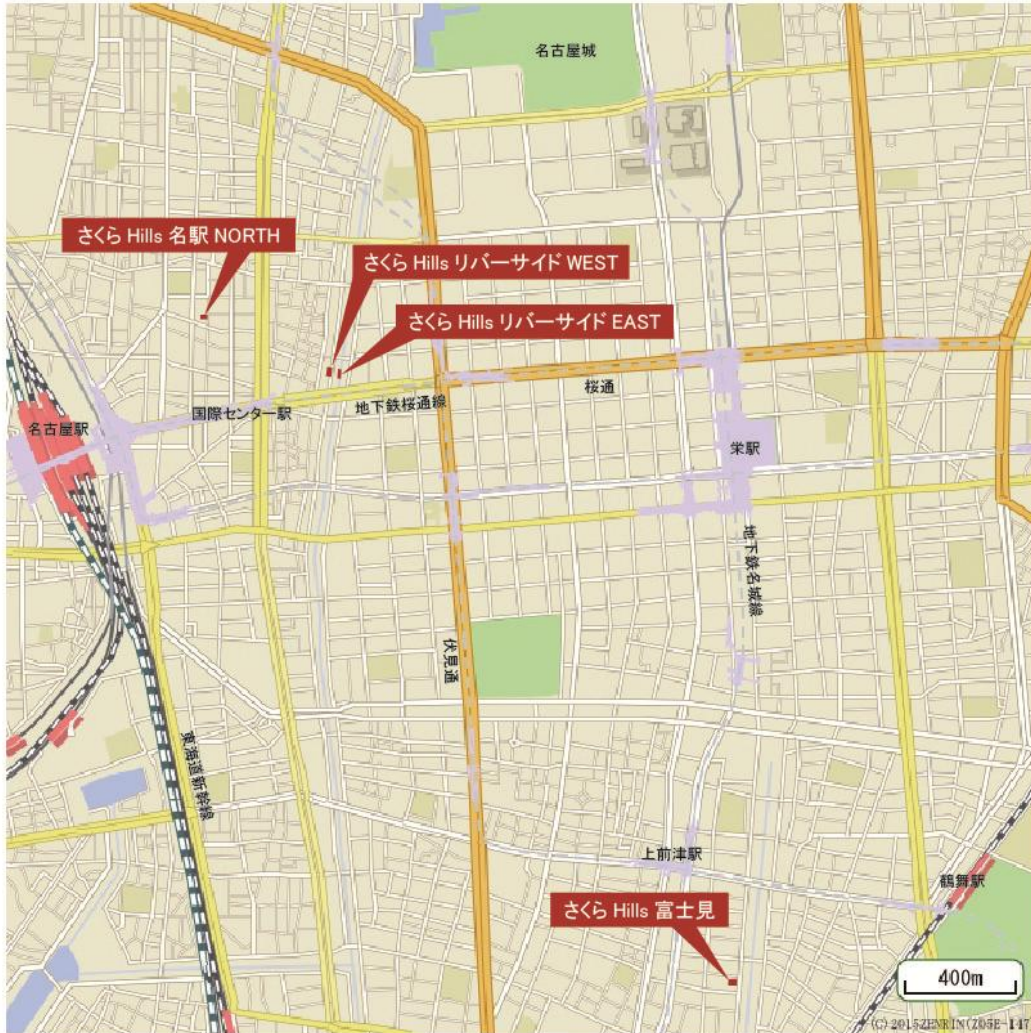 名古屋城
さくら Hills 名駅 NORTH
さくら Hills リバーサイド WEST
さくら Hills リバーサイド EAST
桜通
地下鉄桜通線
国際センター駅
名古屋駅
栄駅
地下鉄名城線
伏見通
東海道新幹線
上前津駅
鶴舞駅
さくら Hills 富士見
400m
(C) 2015ZENRIN(Z05E-147